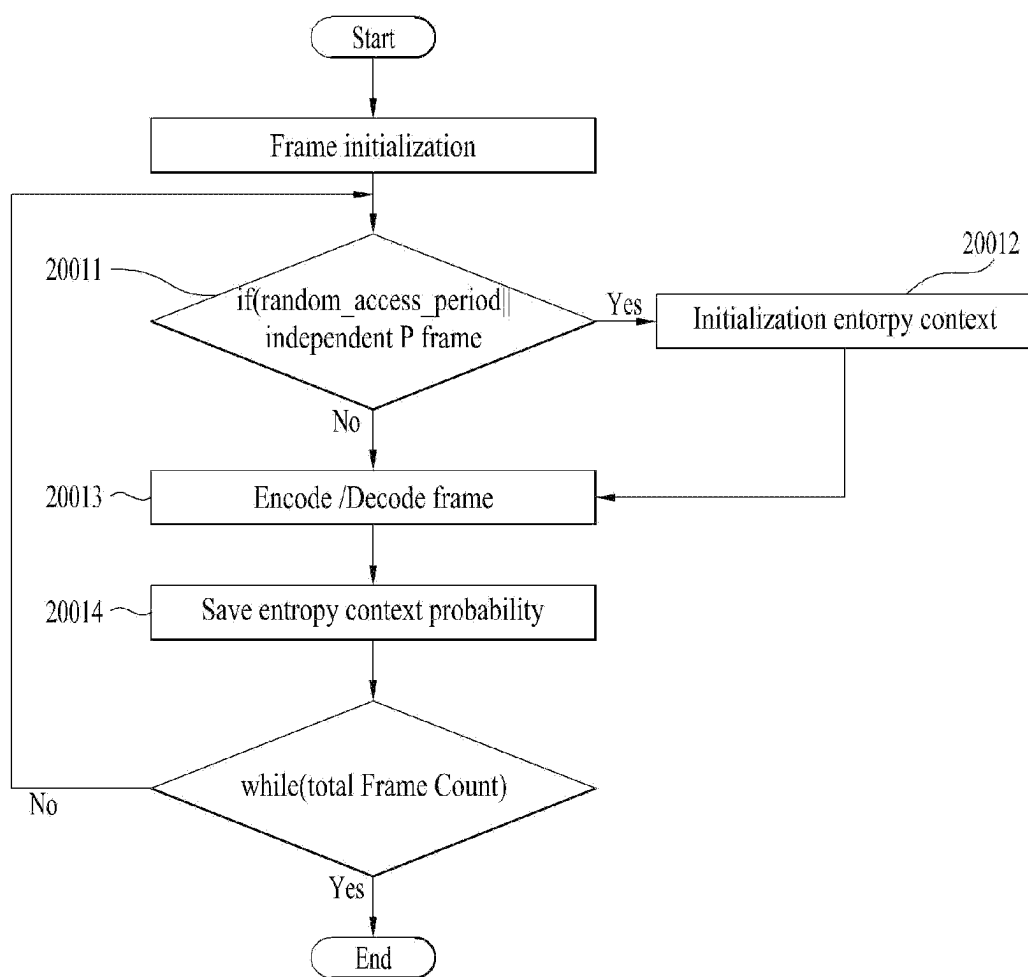 Start
Frame initialization
20011
if(random_access_period||
independent P frame
Yes
20012
Initialization entorpy context
No
20013
Encode /Decode frame
20014
Save entropy context probability
while(total Frame Count)
No
Yes
End